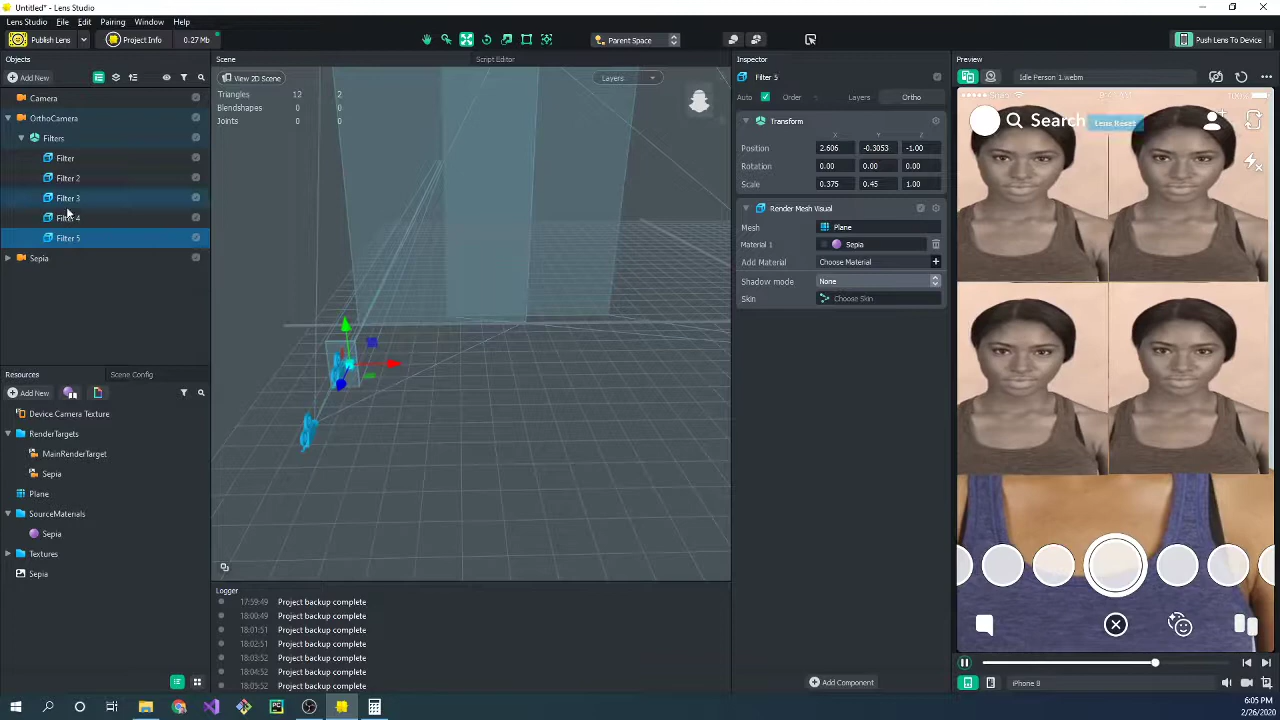 Untitled* - Lens Studio
Lens Studio File Edit Pairing Window Help
Publish Lens Project Info 0.27 Mb Parent Space Push Lens To Device
Objects
Add New
Camera
OrthoCamera
Filters
Filter
Filter 2
Filter 3
Filter 4
Filter 5
Sepia
Resources Scene Config
Add New
Device Camera Texture
RenderTargets
MainRenderTarget
Sepia
Plane
SourceMaterials
Sepia
Textures
Sepia
Scene Script Editor
View 2D Scene Layers
Triangles 12 2
Blendshapes 0 0
Joints 0 0
Logger
17:59:49 Project backup complete
18:00:49 Project backup complete
18:01:51 Project backup complete
18:02:51 Project backup complete
18:03:52 Project backup complete
18:04:52 Project backup complete
18:05:52 Project backup complete
Inspector
Filter 5
Auto Order Layers Ortho
Transform
X Y Z
Position 2.606 -0.3053 -1.00
Rotation 0.00 0.00 0.00
Scale 0.375 0.45 1.00
Render Mesh Visual
Mesh Plane
Material 1 Sepia
Add Material Choose Material +
Shadow mode None
Skin Choose Skin
Add Component
Preview
Idle Person 1.webm
Search Lens Reset
iPhone 8
6:05 PM
2/26/2020